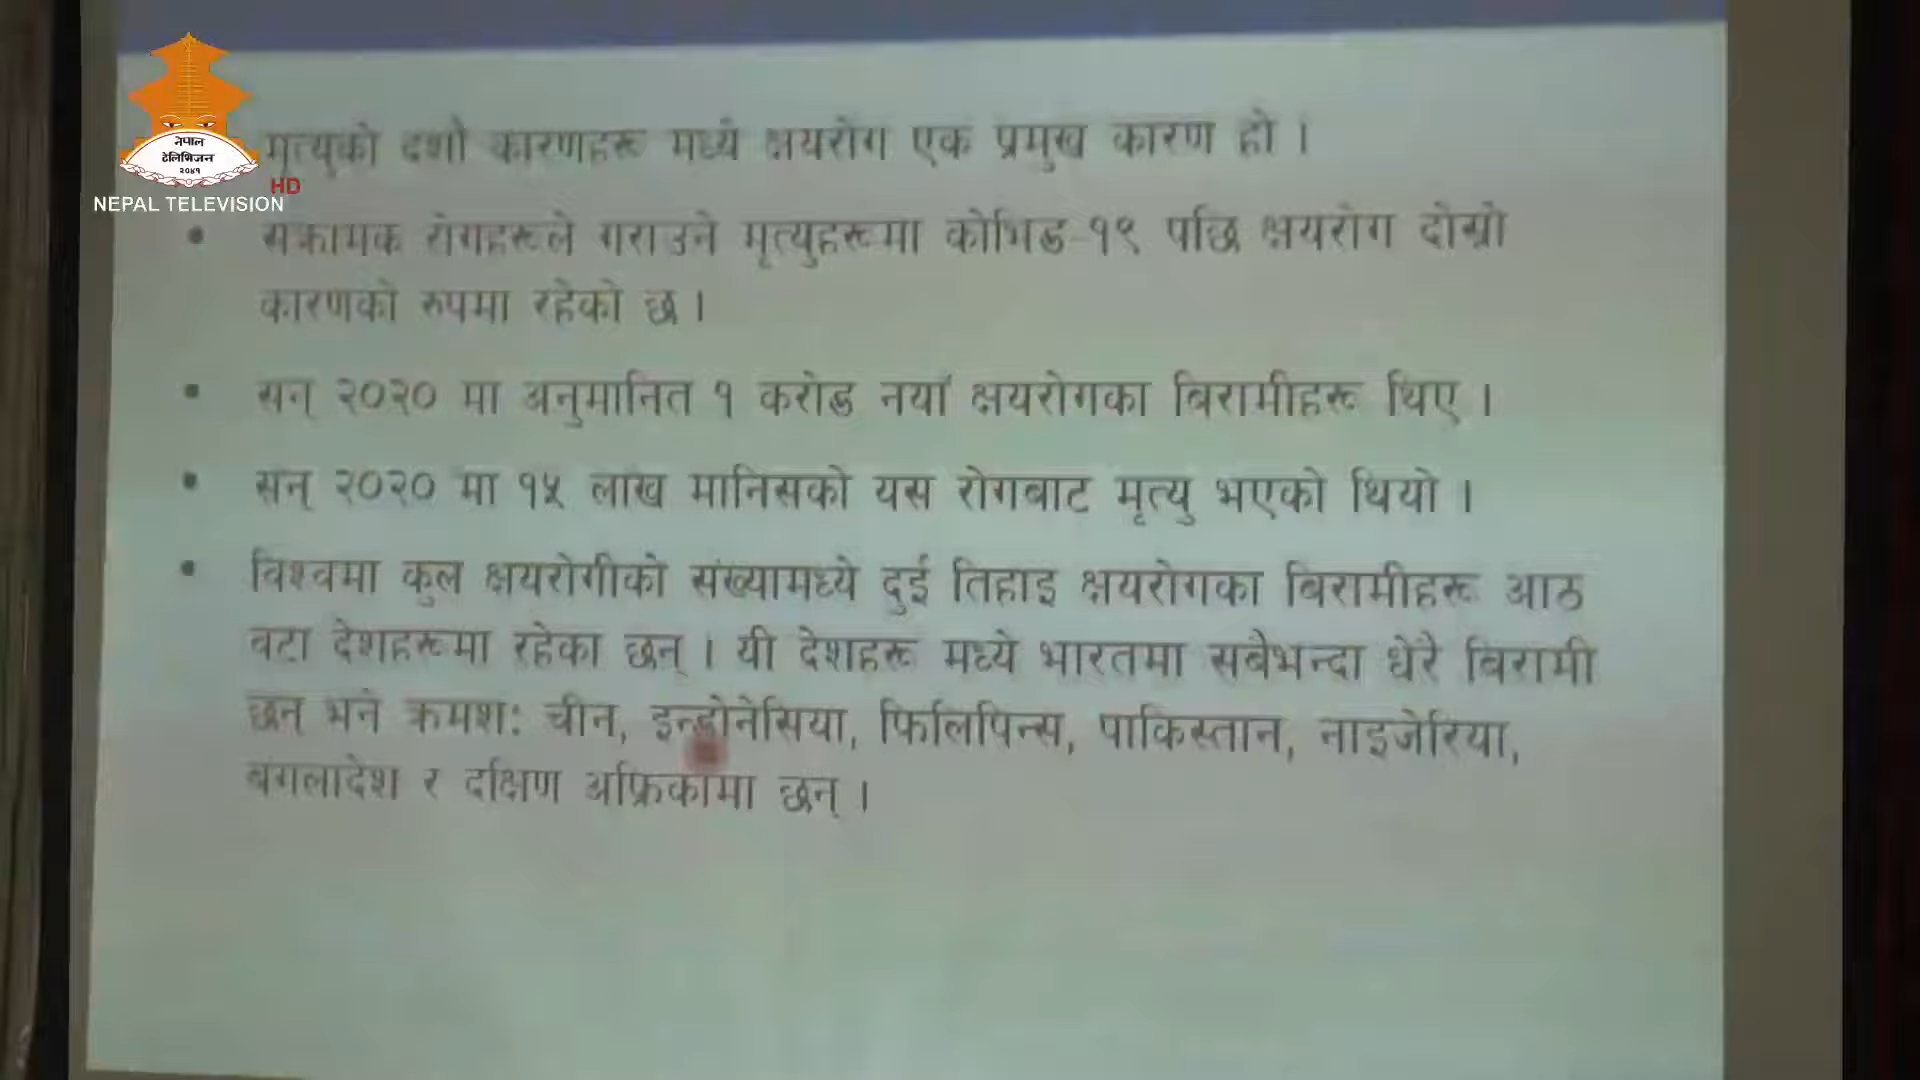 नेपाल
टेलिभिजन
२०४१
HD
NEPAL TELEVISION
मृत्युको दशौ कारणहरू मध्ये क्षयरोग एक प्रमुख कारण हो ।
• संक्रामक रोगहरूले गराउने मृत्युहरूमा कोभिड-१९ पछि क्षयरोग दोस्रो
कारणको रुपमा रहेको छ ।
• सन् २०२० मा अनुमानित १ करोड नयाँ क्षयरोगका बिरामीहरू थिए ।
• सन् २०२० मा १५ लाख मानिसको यस रोगबाट मृत्यु भएको थियो ।
• विश्वमा कुल क्षयरोगीको संख्यामध्ये दुई तिहाइ क्षयरोगका बिरामीहरू आठ
वटा देशहरूमा रहेका छन् । यी देशहरू मध्ये भारतमा सबैभन्दा धेरै बिरामी
छन् भने क्रमश: चीन, इन्डोनेसिया, फिलिपिन्स, पाकिस्तान, नाइजेरिया,
बंगलादेश र दक्षिण अफ्रिकामा छन् ।